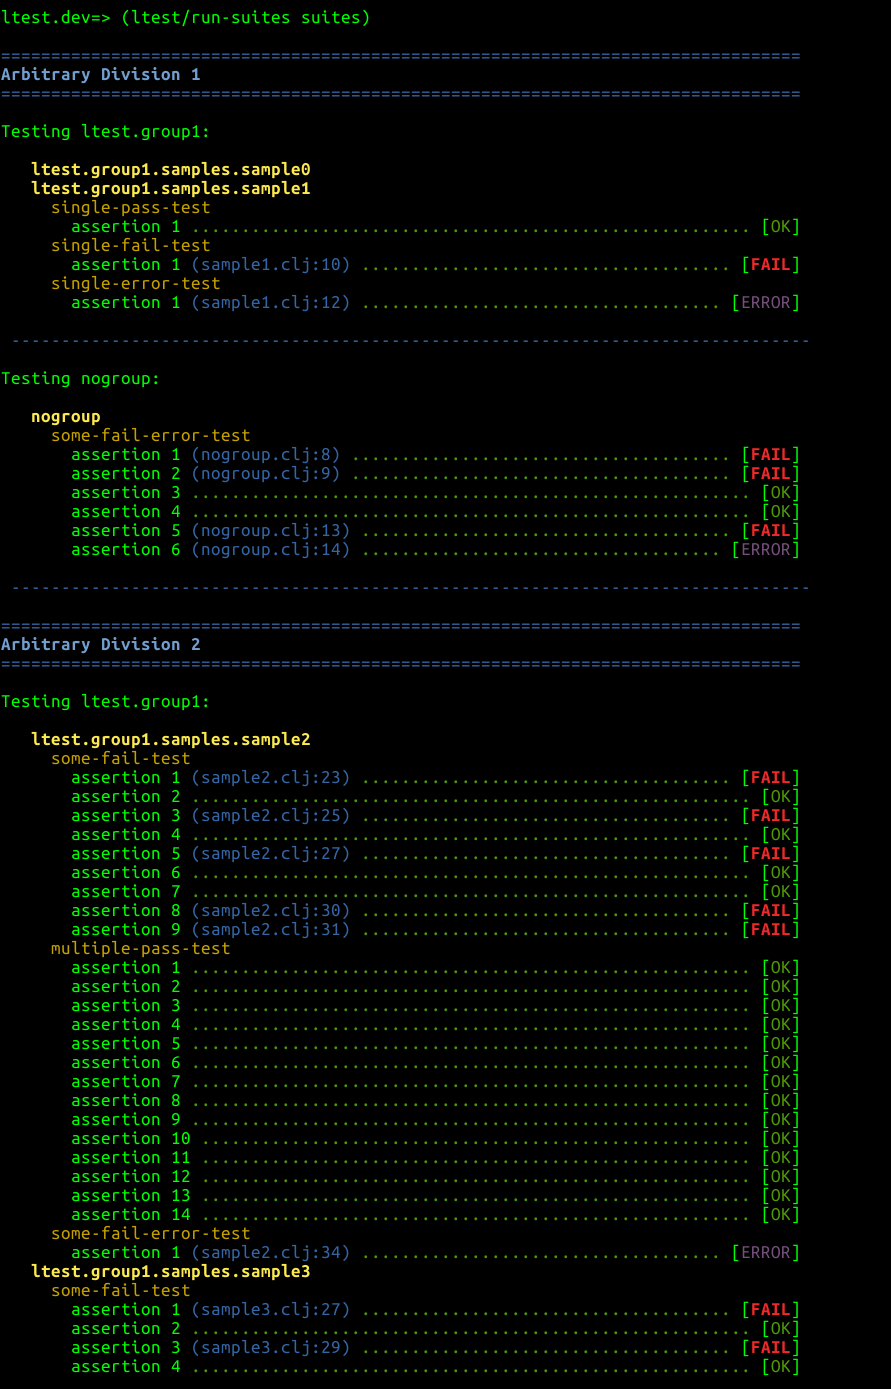 ltest.dev=> (ltest/run-suites suites)
================================================================================
Arbitrary Division 1
================================================================================
Testing ltest.group1:
ltest.group1.samples.sample0
ltest.group1.samples.sample1
single-pass-test
assertion 1 ........................................................ [OK]
single-fail-test
assertion 1 (sample1.clj:10) ..................................... [FAIL]
single-error-test
assertion 1 (sample1.clj:12) .................................... [ERROR]
--------------------------------------------------------------------------------
Testing nogroup:
nogroup
some-fail-error-test
assertion 1 (nogroup.clj:8) ...................................... [FAIL]
assertion 2 (nogroup.clj:9) ...................................... [FAIL]
assertion 3 ........................................................ [OK]
assertion 4 ........................................................ [OK]
assertion 5 (nogroup.clj:13) ..................................... [FAIL]
assertion 6 (nogroup.clj:14) .................................... [ERROR]
--------------------------------------------------------------------------------
================================================================================
Arbitrary Division 2
================================================================================
Testing ltest.group1:
ltest.group1.samples.sample2
some-fail-test
assertion 1 (sample2.clj:23) ..................................... [FAIL]
assertion 2 ........................................................ [OK]
assertion 3 (sample2.clj:25) ..................................... [FAIL]
assertion 4 ........................................................ [OK]
assertion 5 (sample2.clj:27) ..................................... [FAIL]
assertion 6 ........................................................ [OK]
assertion 7 ........................................................ [OK]
assertion 8 (sample2.clj:30) ..................................... [FAIL]
assertion 9 (sample2.clj:31) ..................................... [FAIL]
multiple-pass-test
assertion 1 ........................................................ [OK]
assertion 2 ........................................................ [OK]
assertion 3 ........................................................ [OK]
assertion 4 ........................................................ [OK]
assertion 5 ........................................................ [OK]
assertion 6 ........................................................ [OK]
assertion 7 ........................................................ [OK]
assertion 8 ........................................................ [OK]
assertion 9 ........................................................ [OK]
assertion 10 ....................................................... [OK]
assertion 11 ....................................................... [OK]
assertion 12 ....................................................... [OK]
assertion 13 ....................................................... [OK]
assertion 14 ....................................................... [OK]
some-fail-error-test
assertion 1 (sample2.clj:34) .................................... [ERROR]
ltest.group1.samples.sample3
some-fail-test
assertion 1 (sample3.clj:27) ..................................... [FAIL]
assertion 2 ........................................................ [OK]
assertion 3 (sample3.clj:29) ..................................... [FAIL]
assertion 4 ........................................................ [OK]